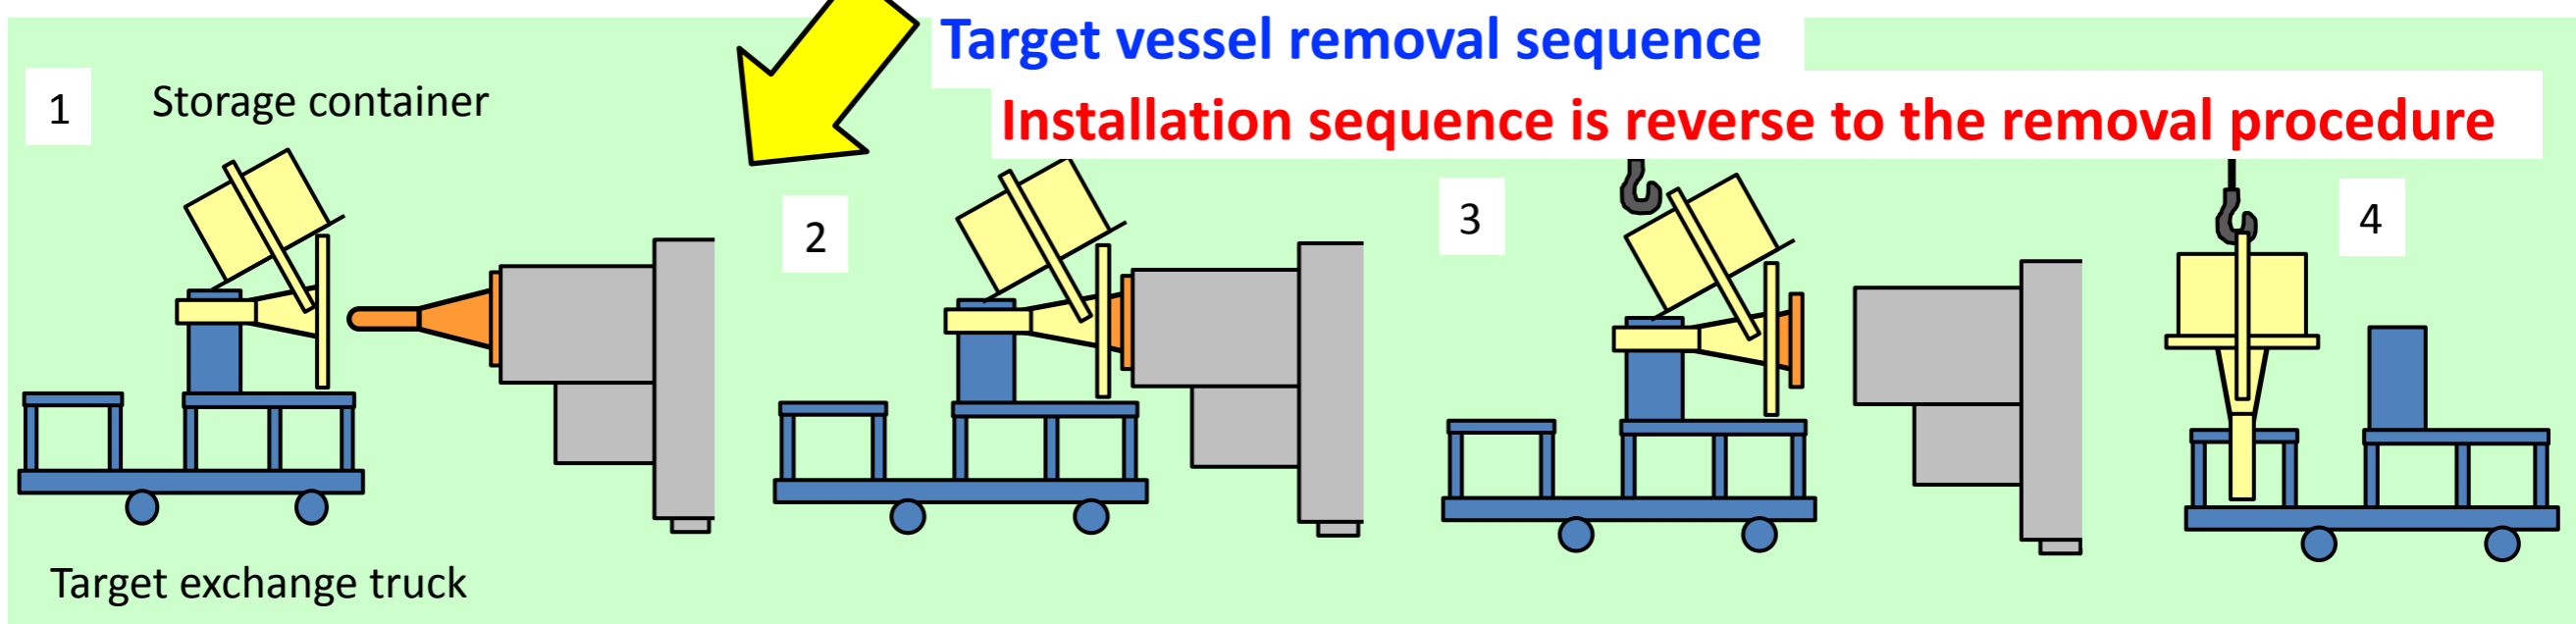 Target vessel removal sequence
Installation sequence is reverse to the removal procedure
1
Storage container
2
3
4
Target exchange truck